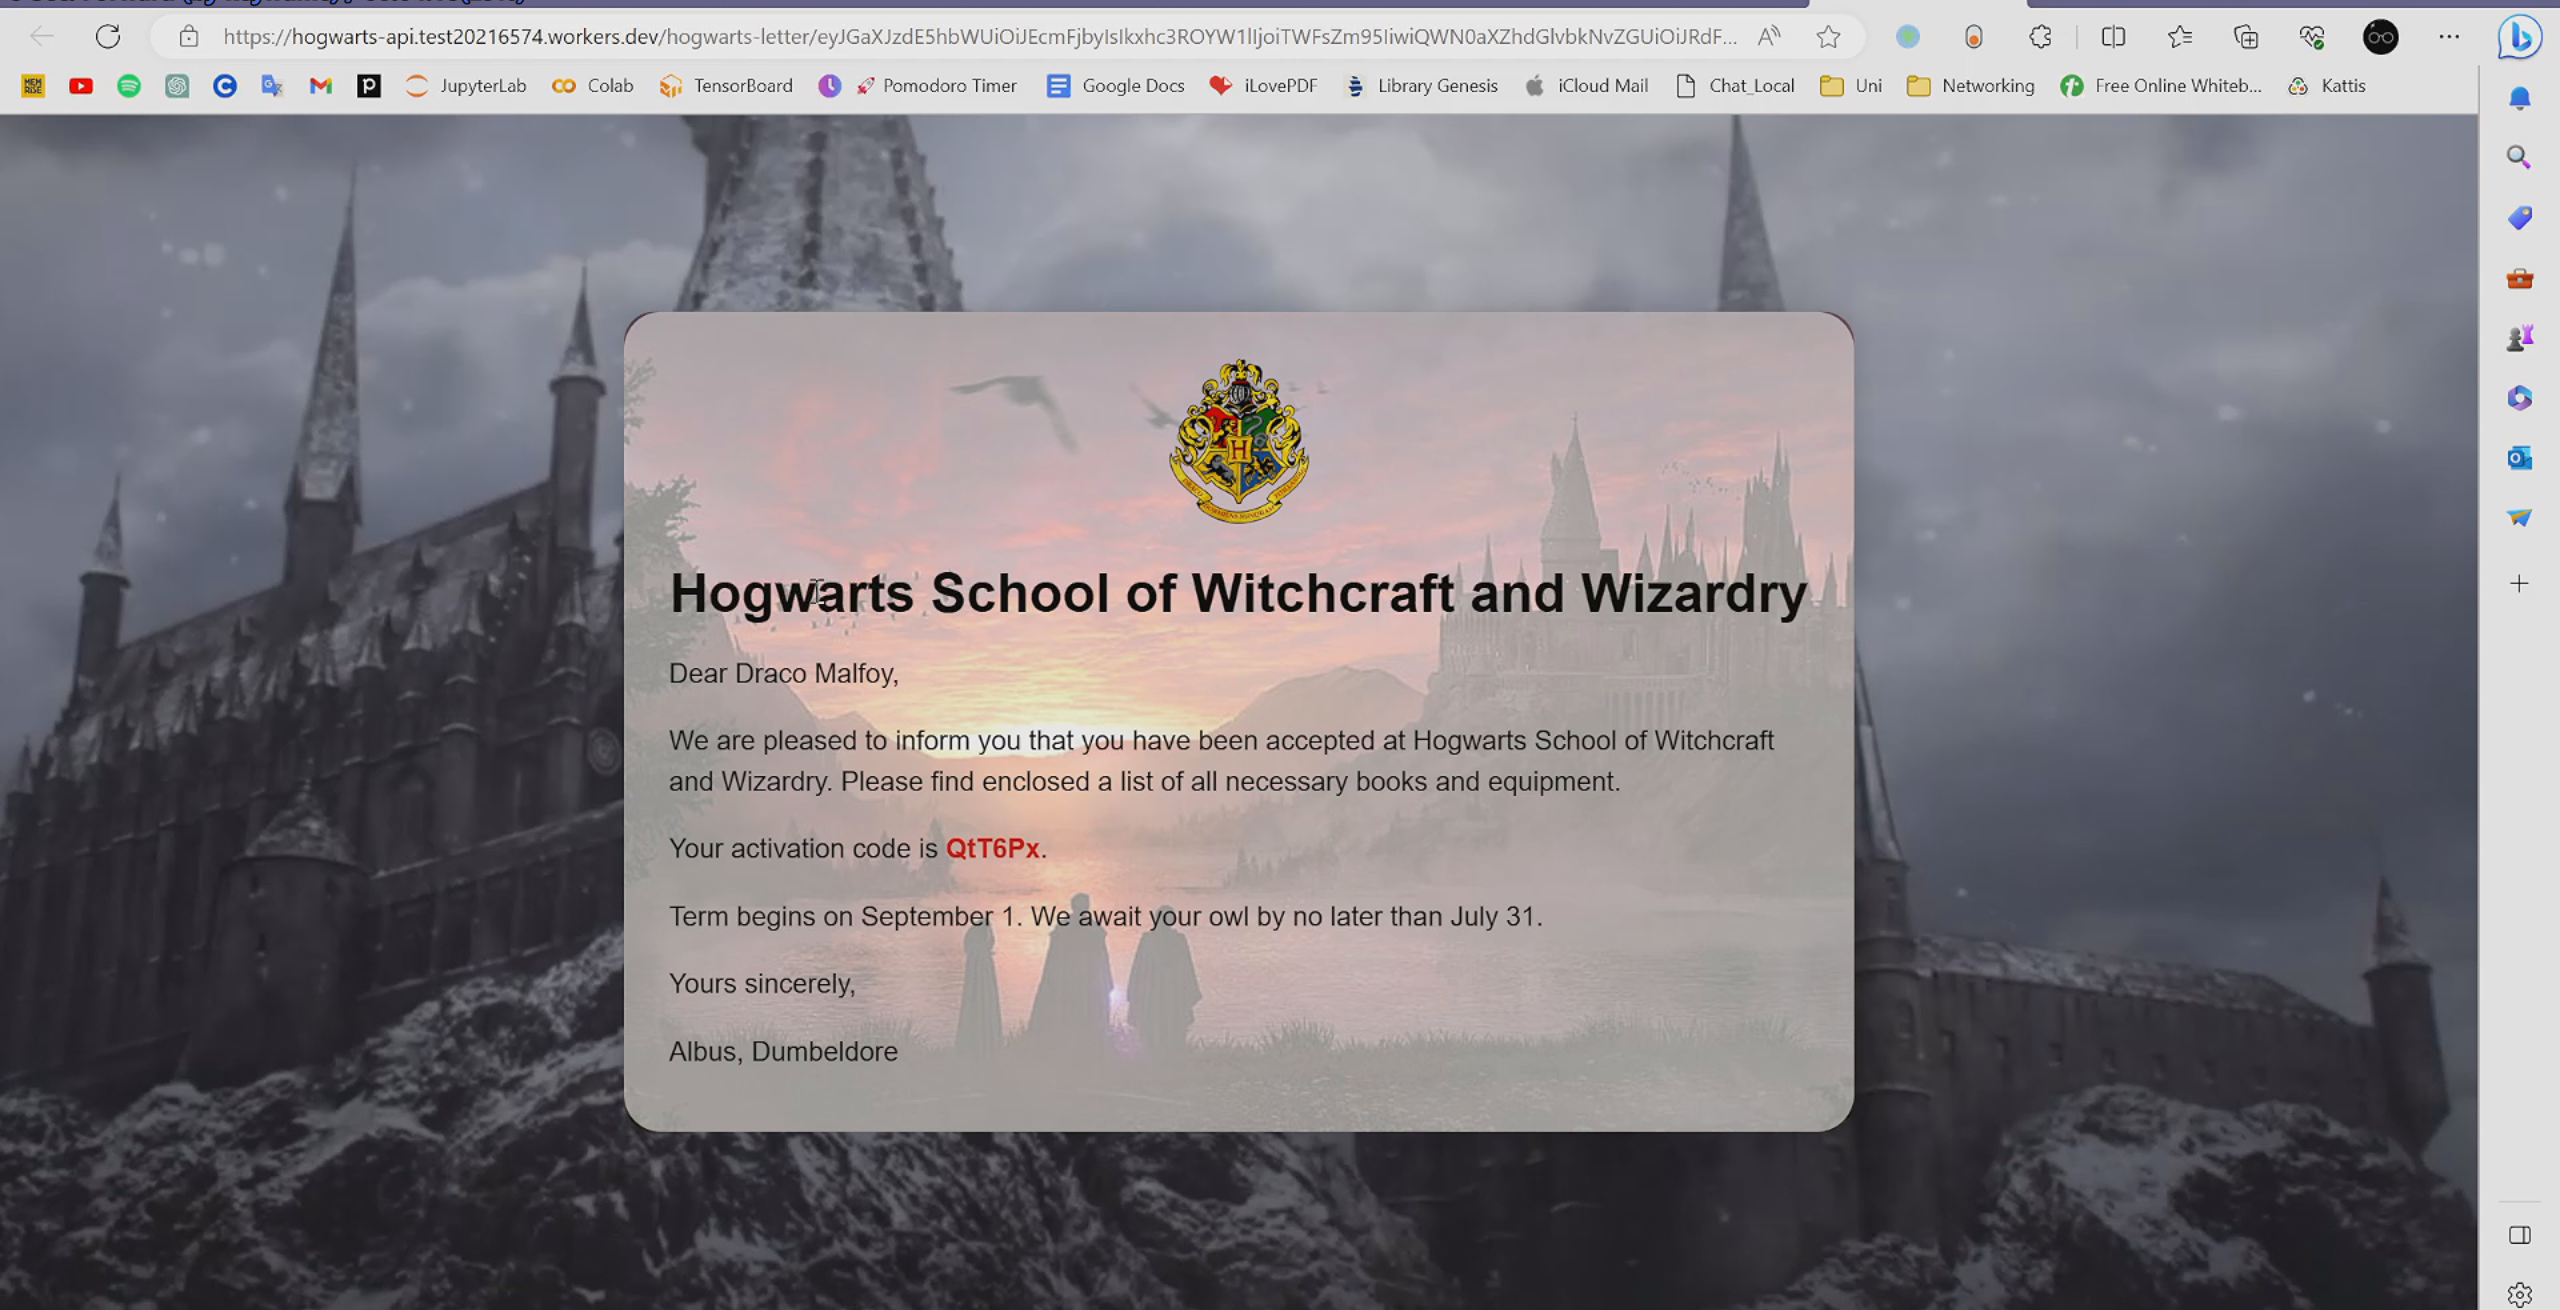 https://hogwarts-api.test20216574.workers.dev/hogwarts-letter/eyJGaXJzdE5hbWUiOiJEcmFjbyIsIkxhc3ROYW1lIjoiTWFsZm95IiwiQWN0aXZhdGlvbkNvZGUiOiJRdF...
JupyterLab Colab TensorBoard Pomodoro Timer Google Docs iLovePDF Library Genesis iCloud Mail Chat_Local Uni Networking Free Online Whiteb... Kattis
Hogwarts School of Witchcraft and Wizardry
Dear Draco Malfoy,
We are pleased to inform you that you have been accepted at Hogwarts School of Witchcraft
and Wizardry. Please find enclosed a list of all necessary books and equipment.
Your activation code is QtT6Px.
Term begins on September 1. We await your owl by no later than July 31.
Yours sincerely,
Albus, Dumbeldore